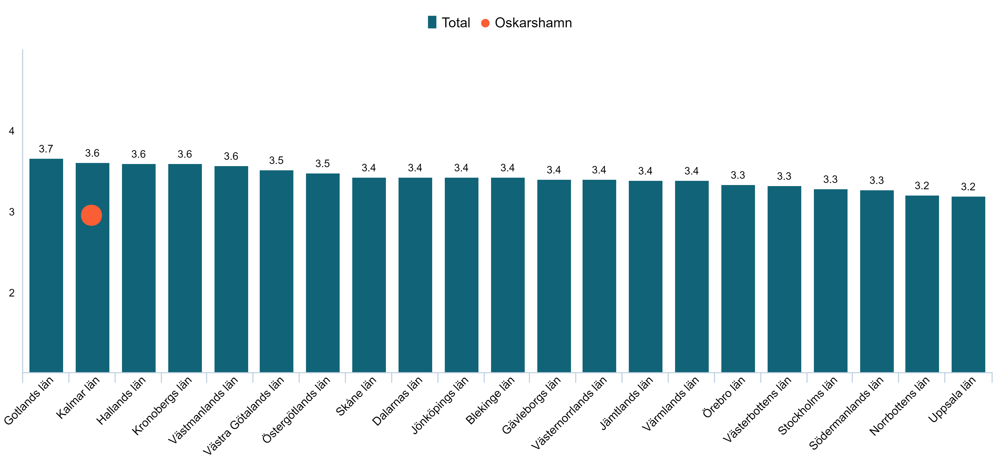 Total Oskarshamn
4
3
2
3.7 3.6 3.6 3.6 3.6 3.5 3.5 3.4 3.4 3.4 3.4 3.4 3.4 3.4 3.4 3.3 3.3 3.3 3.3 3.2 3.2
Gotlands län
Kalmar län
Hallands län
Kronobergs län
Västmanlands län
Västra Götalands län
Östergötlands län
Skåne län
Dalarnas län
Jönköpings län
Blekinge län
Gävleborgs län
Västernorrlands län
Jämtlands län
Värmlands län
Örebro län
Västerbottens län
Stockholms län
Södermanlands län
Norrbottens län
Uppsala län